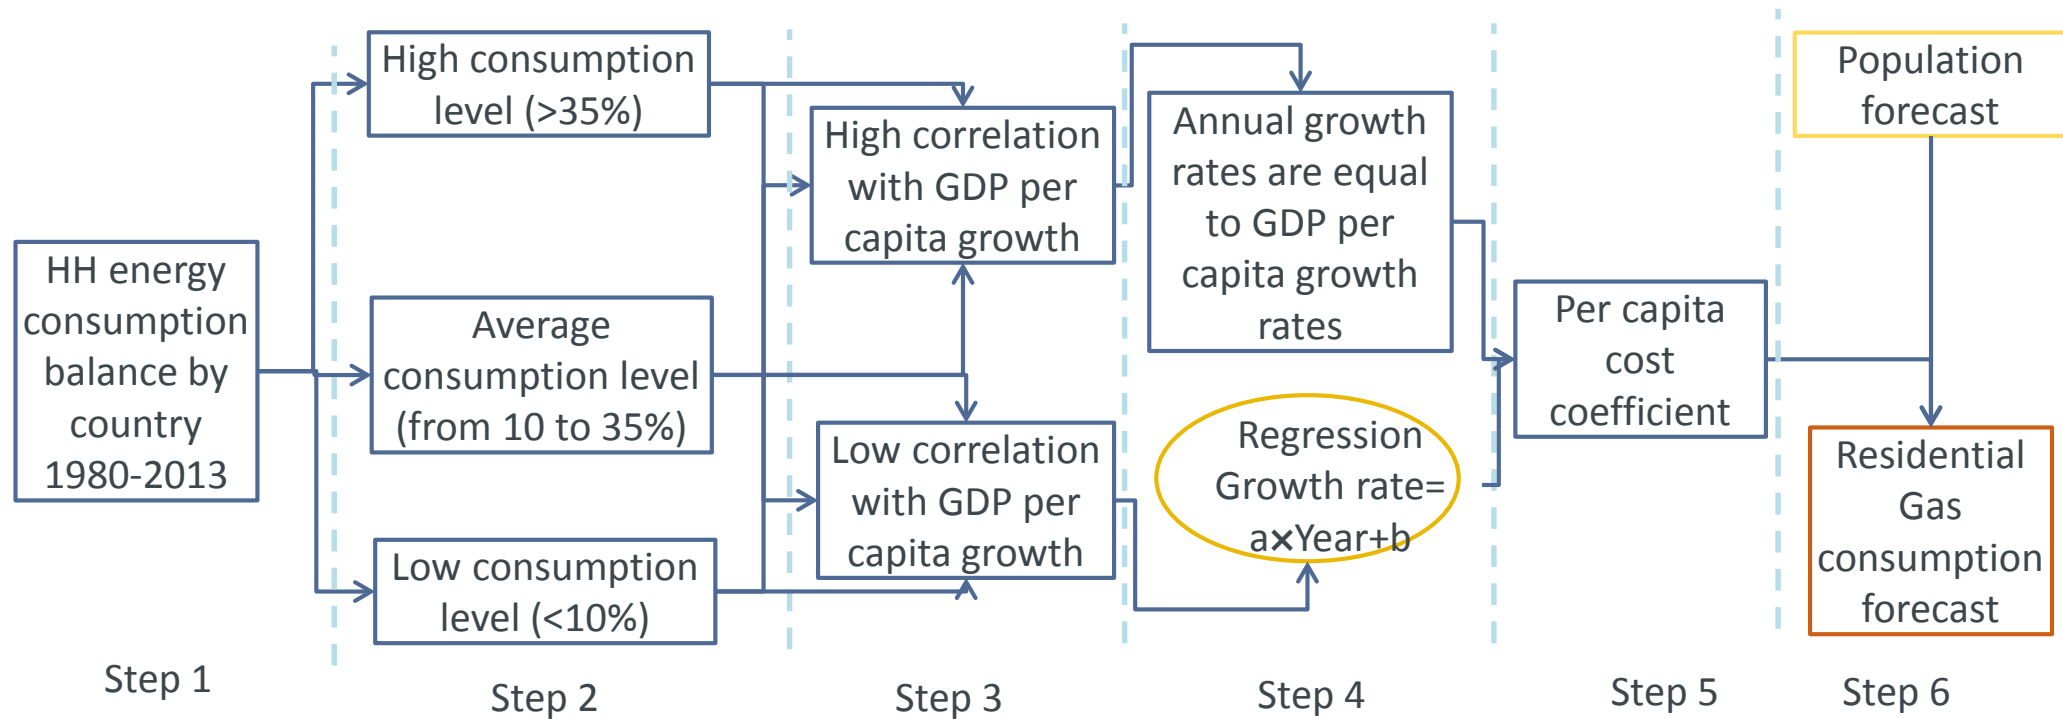 HH energy
consumption
balance by
country
1980-2013
High consumption
level (>35%)
Average
consumption level
(from 10 to 35%)
Low consumption
level (<10%)
High correlation
with GDP per
capita growth
Low correlation
with GDP per
capita growth
Annual growth
rates are equal
to GDP per
capita growth
rates
Regression
Growth rate=
a×Year+b
Per capita
cost
coefficient
Population
forecast
Residential
Gas
consumption
forecast
Step 1
Step 2
Step 3
Step 4
Step 5
Step 6